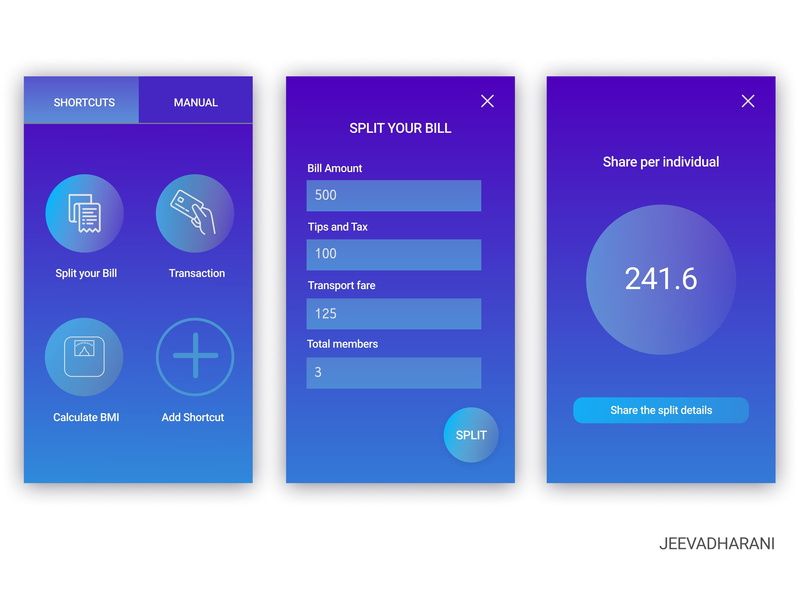 SHORTCUTS
MANUAL
Split your Bill
Transaction
Calculate BMI
Add Shortcut
SPLIT YOUR BILL
Bill Amount
500
Tips and Tax
100
Transport fare
125
Total members
3
SPLIT
Share per individual
241.6
Share the split details
JEEVADHARANI